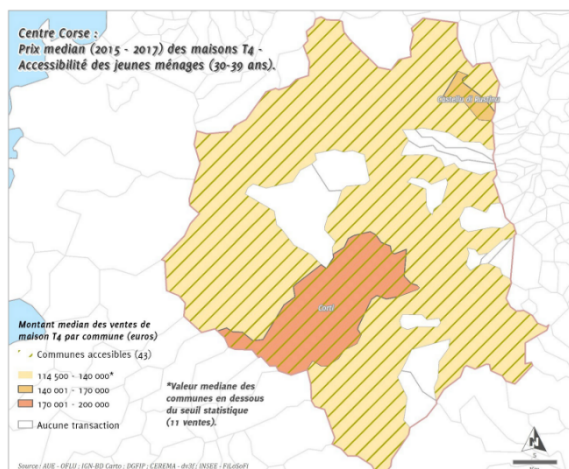 Centre Corse :
Prix median (2015 - 2017) des maisons T4 -
Accessibilité des jeunes ménages (30-39 ans).
Corti
Montant median des ventes de
maison T4 par commune (euros)
Communes accesibles (43)
114 500 - 140 000*
140 001 - 170 000
170 001 - 200 000
Aucune transaction
*Valeur mediane des
communes en dessous
du seuil statistique
(11 ventes).
N
Source : AUE - OFLU ; IGN-BD Carto ; DGFIP ; CEREMA - dv3f; INSEE - FiLoSoFi